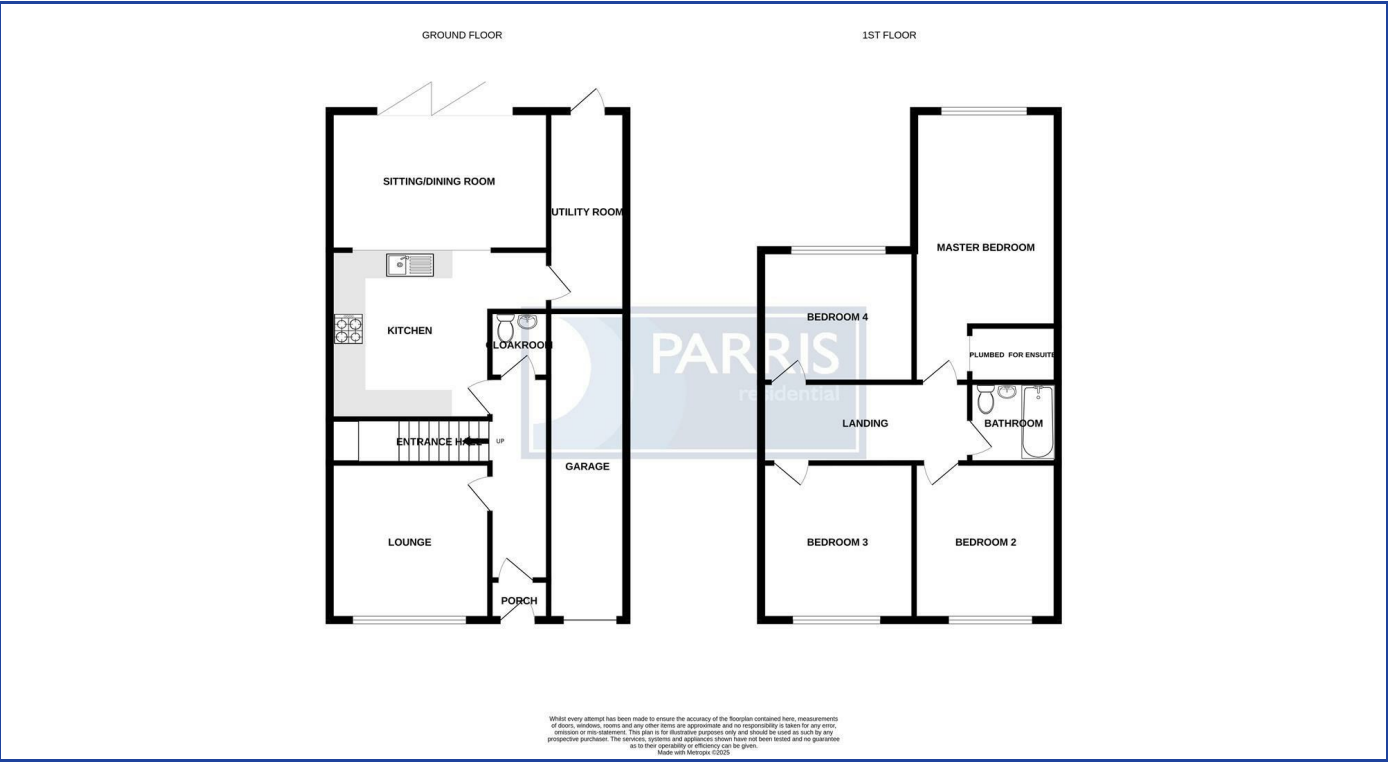 GROUND FLOOR
1ST FLOOR
SITTING/DINING ROOM
UTILITY ROOM
KITCHEN
CLOAKROOM
ENTRANCE HALL
UP
LOUNGE
PORCH
GARAGE
MASTER BEDROOM
BEDROOM 4
PLUMBED FOR ENSUITE
LANDING
BATHROOM
BEDROOM 3
BEDROOM 2
PARRIS
residential
Whilst every attempt has been made to ensure the accuracy of the floorplan contained here, measurements
of doors, windows, rooms and any other items are approximate and no responsibility is taken for any error,
omission or mis-statement. This plan is for illustrative purposes only and should be used as such by any
prospective purchaser. The services, systems and appliances shown have not been tested and no guarantee
as to their operability or efficiency can be given.
Made with Metropix ©2025